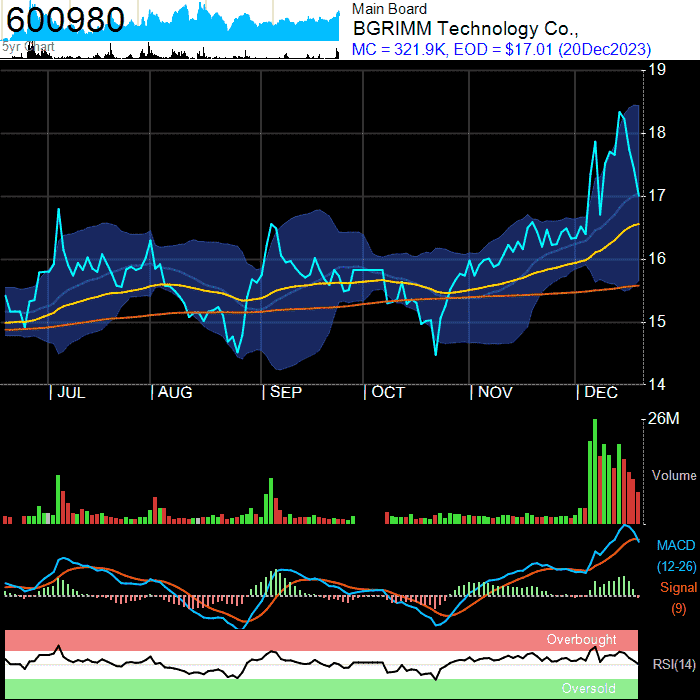 600980
5yr Chart
Main Board
BGRIMM Technology Co.,
MC = 321.9K, EOD = $17.01 (20Dec2023)
19
18
17
16
15
14
| JUL | AUG | SEP | OCT | NOV | DEC
26M
Volume
MACD
(12-26)
Signal
(9)
Overbought
RSI(14)
Oversold